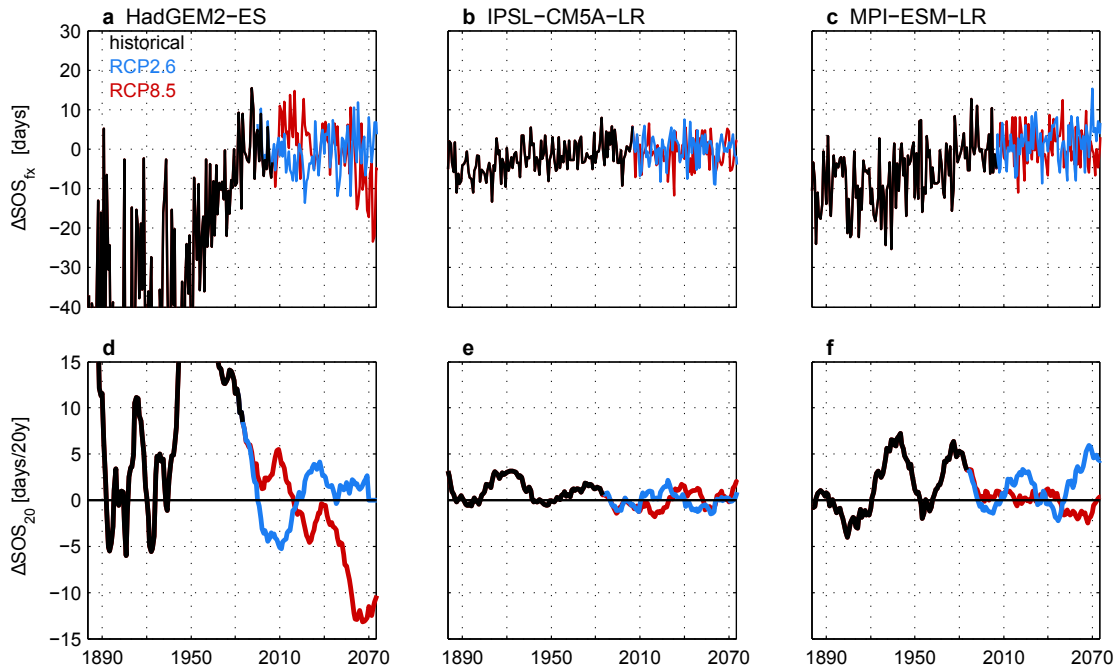 a HadGEM2−ES
b IPSL−CM5A−LR
c MPI−ESM−LR
historical
RCP2.6
RCP8.5
30
20
10
0
−10
−20
−30
−40
ΔSOSfx [days]
d
e
f
15
10
5
0
−5
−10
−15
ΔSOS20 [days/20y]
1890 1950 2010 2070
1890 1950 2010 2070
1890 1950 2010 2070